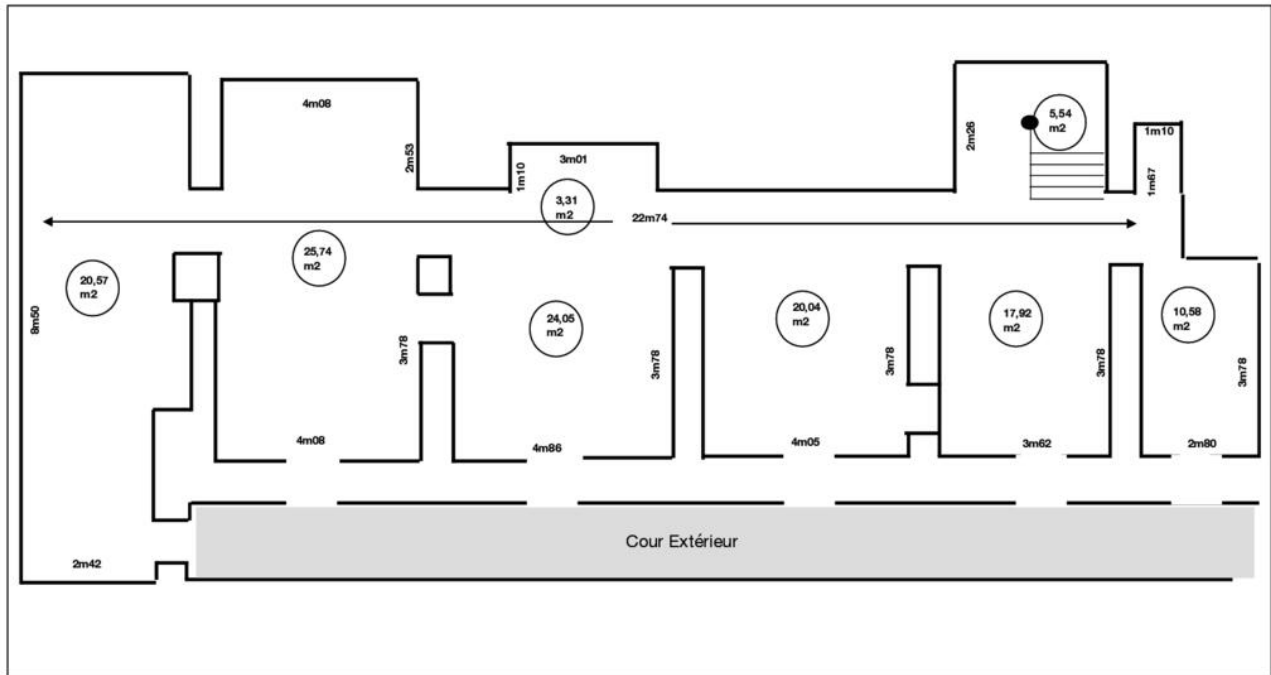 4m08
2m53
3m01
1m10
3,31
m2
22m74
2m26
5,54
m2
1m10
1m67
20,57
m2
25,74
m2
24,05
m2
20,04
m2
17,92
m2
10,58
m2
8m50
3m78
3m78
3m78
3m78
3m78
4m08
4m86
4m05
3m62
2m80
Cour Extérieur
2m42